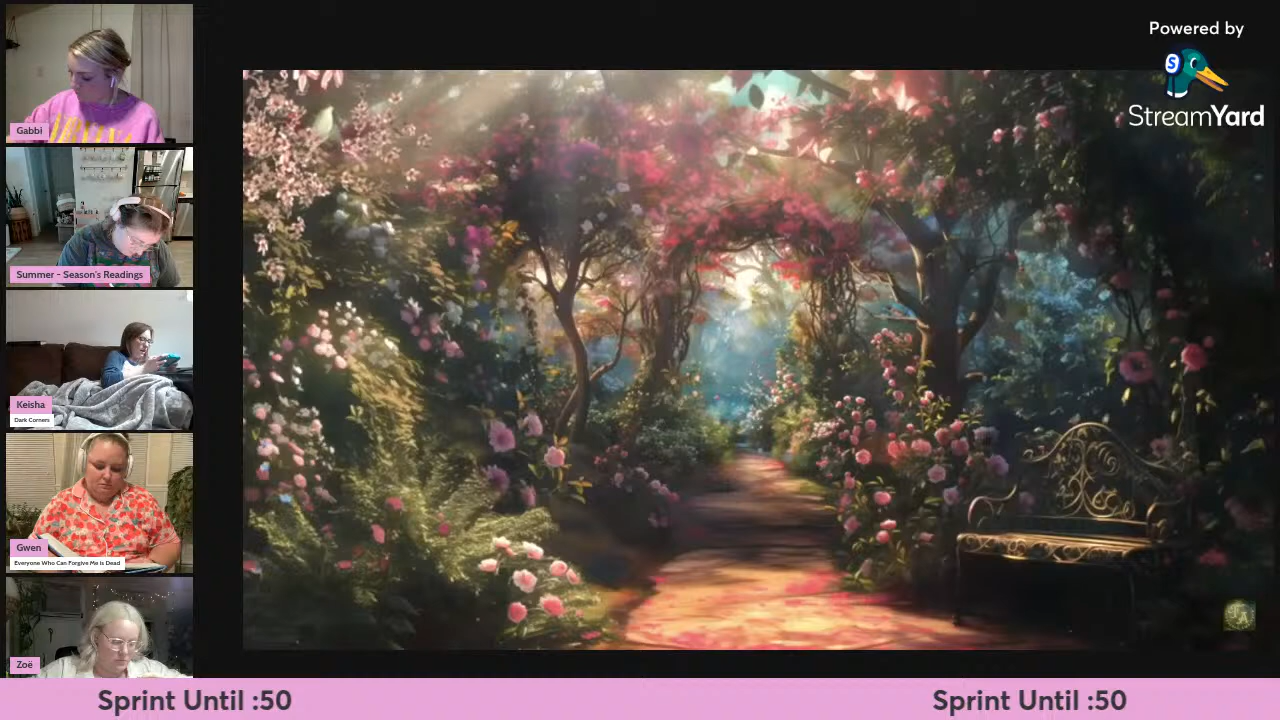 Powered by
S
StreamYard
Gabbi
Summer - Season's Readings
Keisha
Dark Corners
Gwen
Everyone Who Can Forgive Me is Dead
Zoë
Sprint Until :50
Sprint Until :50